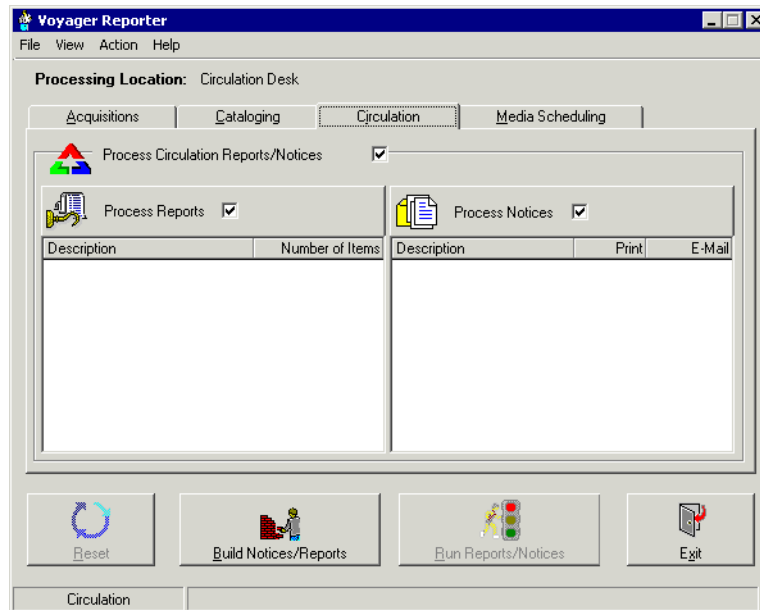 Voyager Reporter
File View Action Help
Processing Location: Circulation Desk
Acquisitions Cataloging Circulation Media Scheduling
Process Circulation Reports/Notices
Process Reports Process Notices
Description Number of Items Description Print E-Mail
Reset Build Notices/Reports Run Reports/Notices Exit
Circulation